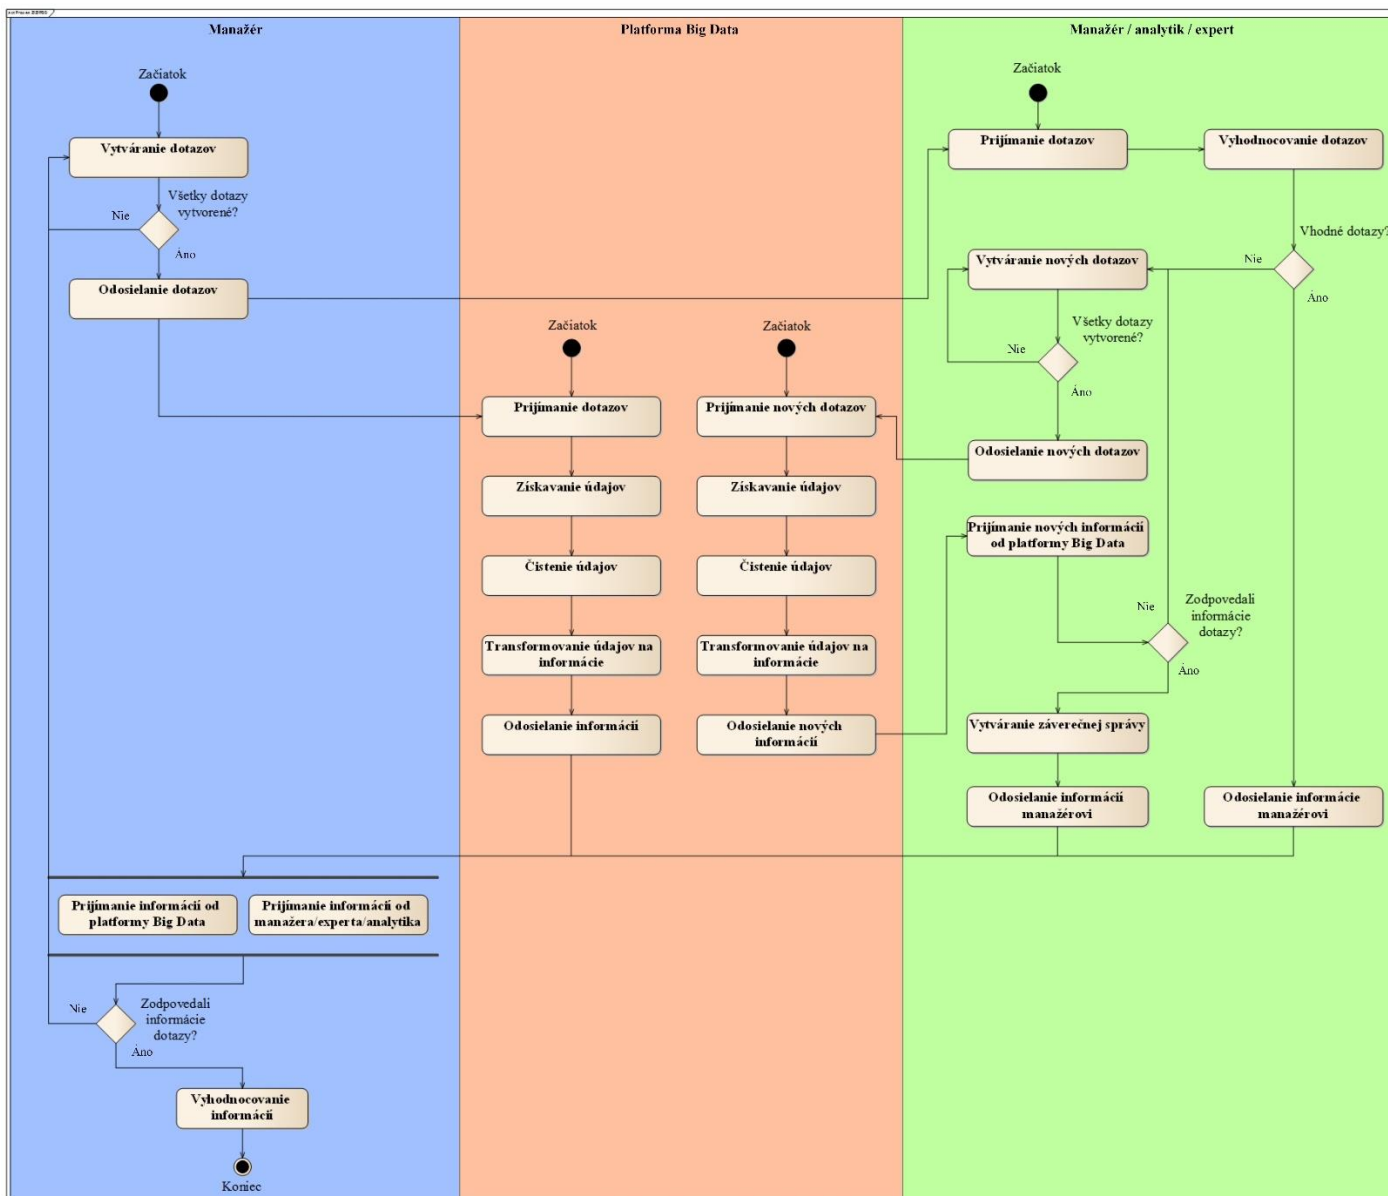 Manažér
Začiatok
Vytváranie dotazov
Všetky dotazy
vytvorené?
Nie
Áno
Odosielanie dotazov
Prijímanie informácií od
platformy Big Data
Prijímanie informácií od
manažera/experta/analytika
Nie
Zodpovedali
informácie
dotazy?
Áno
Vyhodnocovanie
informácií
Koniec
Platforma Big Data
Začiatok
Prijímanie dotazov
Získavanie údajov
Čistenie údajov
Transformovanie údajov na
informácie
Odosielanie informácií
Začiatok
Prijímanie nových dotazov
Získavanie údajov
Čistenie údajov
Transformovanie údajov na
informácie
Odosielanie nových
informácií
Manažér / analytik / expert
Začiatok
Prijímanie dotazov
Vyhodnocovanie dotazov
Vhodné dotazy?
Nie
Áno
Vytváranie nových dotazov
Všetky dotazy
vytvorené?
Nie
Áno
Odosielanie nových dotazov
Prijímanie nových informácií
od platformy Big Data
Nie
Zodpovedali
informácie
dotazy?
Áno
Vytváranie záverečnej správy
Odosielanie informácií
manažérovi
Odosielanie informácie
manažérovi